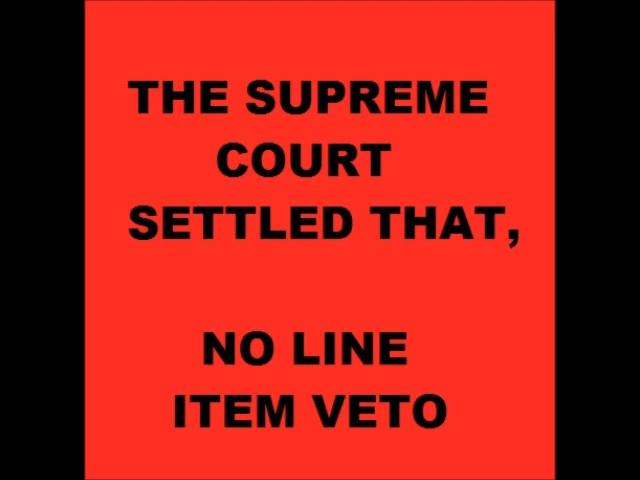 THE SUPREME
COURT
SETTLED THAT,
NO LINE
ITEM VETO